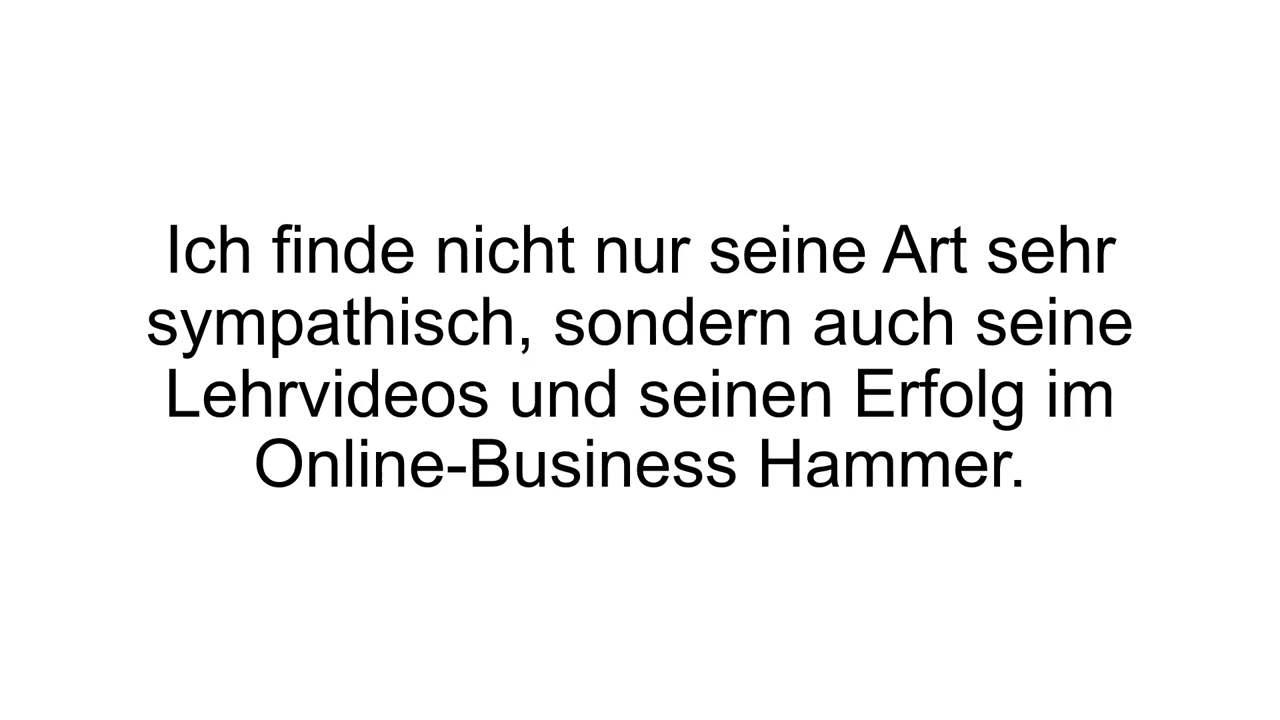 Ich finde nicht nur seine Art sehr
sympathisch, sondern auch seine
Lehrvideos und seinen Erfolg im
Online-Business Hammer.